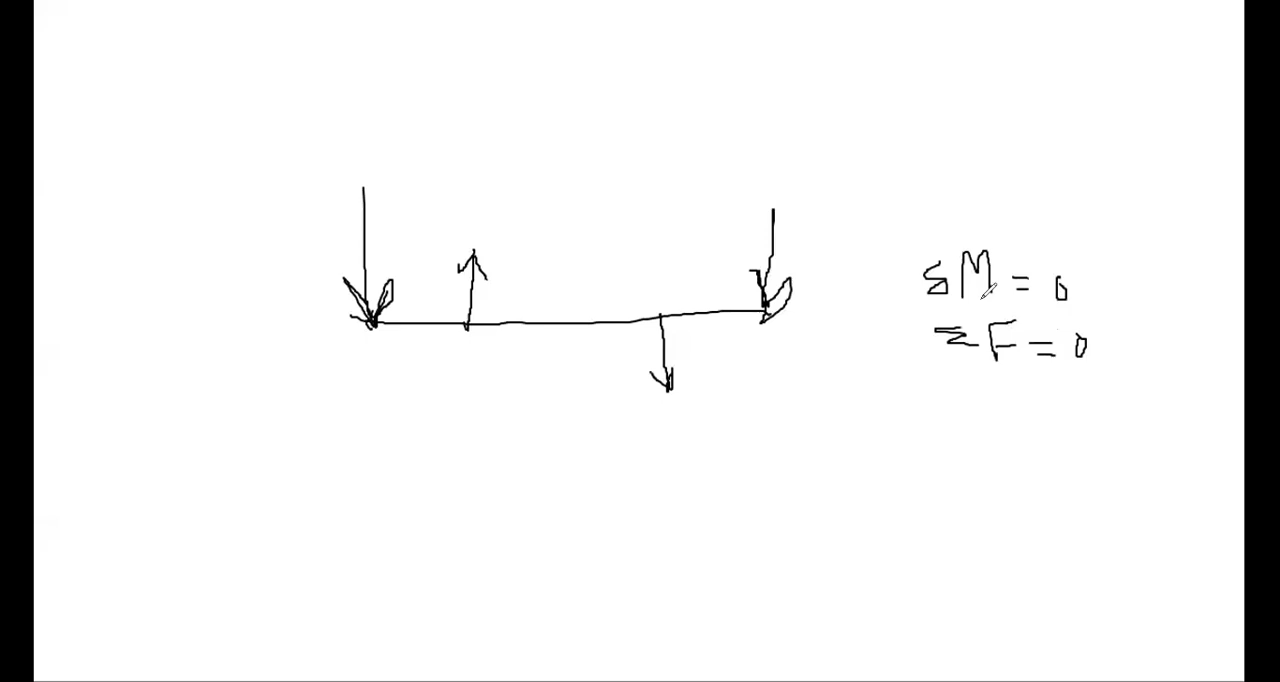 ΣM = 0
ΣF = 0